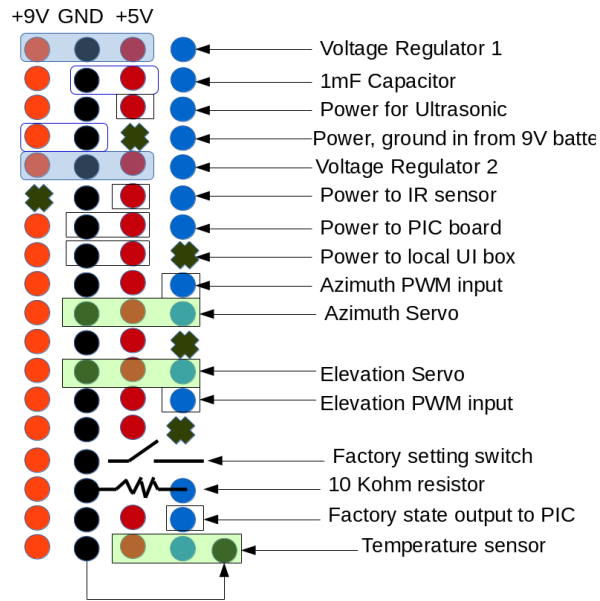 +9V GND +5V
Voltage Regulator 1
1mF Capacitor
Power for Ultrasonic
Power, ground in from 9V batte
Voltage Regulator 2
Power to IR sensor
Power to PIC board
Power to local UI box
Azimuth PWM input
Azimuth Servo
Elevation Servo
Elevation PWM input
Factory setting switch
10 Kohm resistor
Factory state output to PIC
Temperature sensor